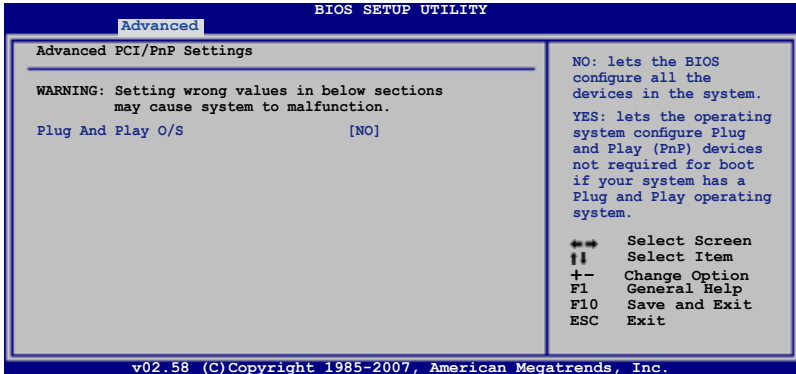 BIOS SETUP UTILITY
Advanced
Advanced PCI/PnP Settings
WARNING: Setting wrong values in below sections
may cause system to malfunction.
Plug And Play O/S [NO]
NO: lets the BIOS
configure all the
devices in the system.
YES: lets the operating
system configure Plug
and Play (PnP) devices
not required for boot
if your system has a
Plug and Play operating
system.
←→ Select Screen
↑↓ Select Item
+- Change Option
F1 General Help
F10 Save and Exit
ESC Exit
v02.58 (C)Copyright 1985-2007, American Megatrends, Inc.